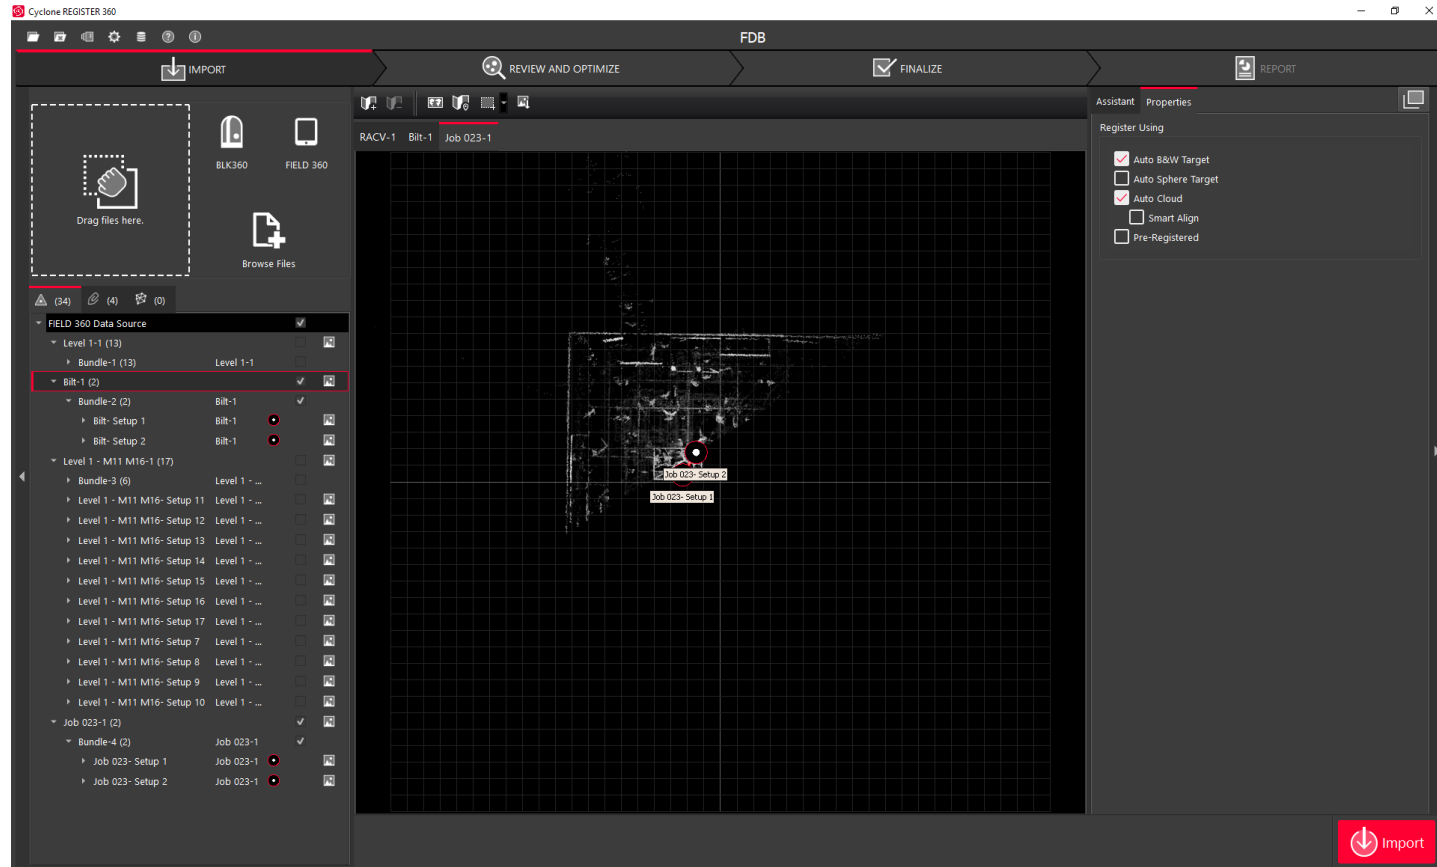 Cyclone REGISTER 360
FDB
IMPORT
REVIEW AND OPTIMIZE
FINALIZE
REPORT
Drag files here.
BLK360
FIELD 360
Browse Files
(34) (4) (0)
FIELD 360 Data Source
Level 1-1 (13)
Bundle-1 (13) Level 1-1
Bilt-1 (2)
Bundle-2 (2) Bilt-1
Bilt- Setup 1 Bilt-1
Bilt- Setup 2 Bilt-1
Level 1 - M11 M16-1 (17)
Bundle-3 (6) Level 1 - ...
Level 1 - M11 M16- Setup 11 Level 1 - ...
Level 1 - M11 M16- Setup 12 Level 1 - ...
Level 1 - M11 M16- Setup 13 Level 1 - ...
Level 1 - M11 M16- Setup 14 Level 1 - ...
Level 1 - M11 M16- Setup 15 Level 1 - ...
Level 1 - M11 M16- Setup 16 Level 1 - ...
Level 1 - M11 M16- Setup 17 Level 1 - ...
Level 1 - M11 M16- Setup 7 Level 1 - ...
Level 1 - M11 M16- Setup 8 Level 1 - ...
Level 1 - M11 M16- Setup 9 Level 1 - ...
Level 1 - M11 M16- Setup 10 Level 1 - ...
Job 023-1 (2)
Bundle-4 (2) Job 023-1
Job 023- Setup 1 Job 023-1
Job 023- Setup 2 Job 023-1
RACV-1 Bilt-1 Job 023-1
Job 023- Setup 2
Job 023- Setup 1
Assistant Properties
Register Using
Auto B&W Target
Auto Sphere Target
Auto Cloud
Smart Align
Pre-Registered
Import